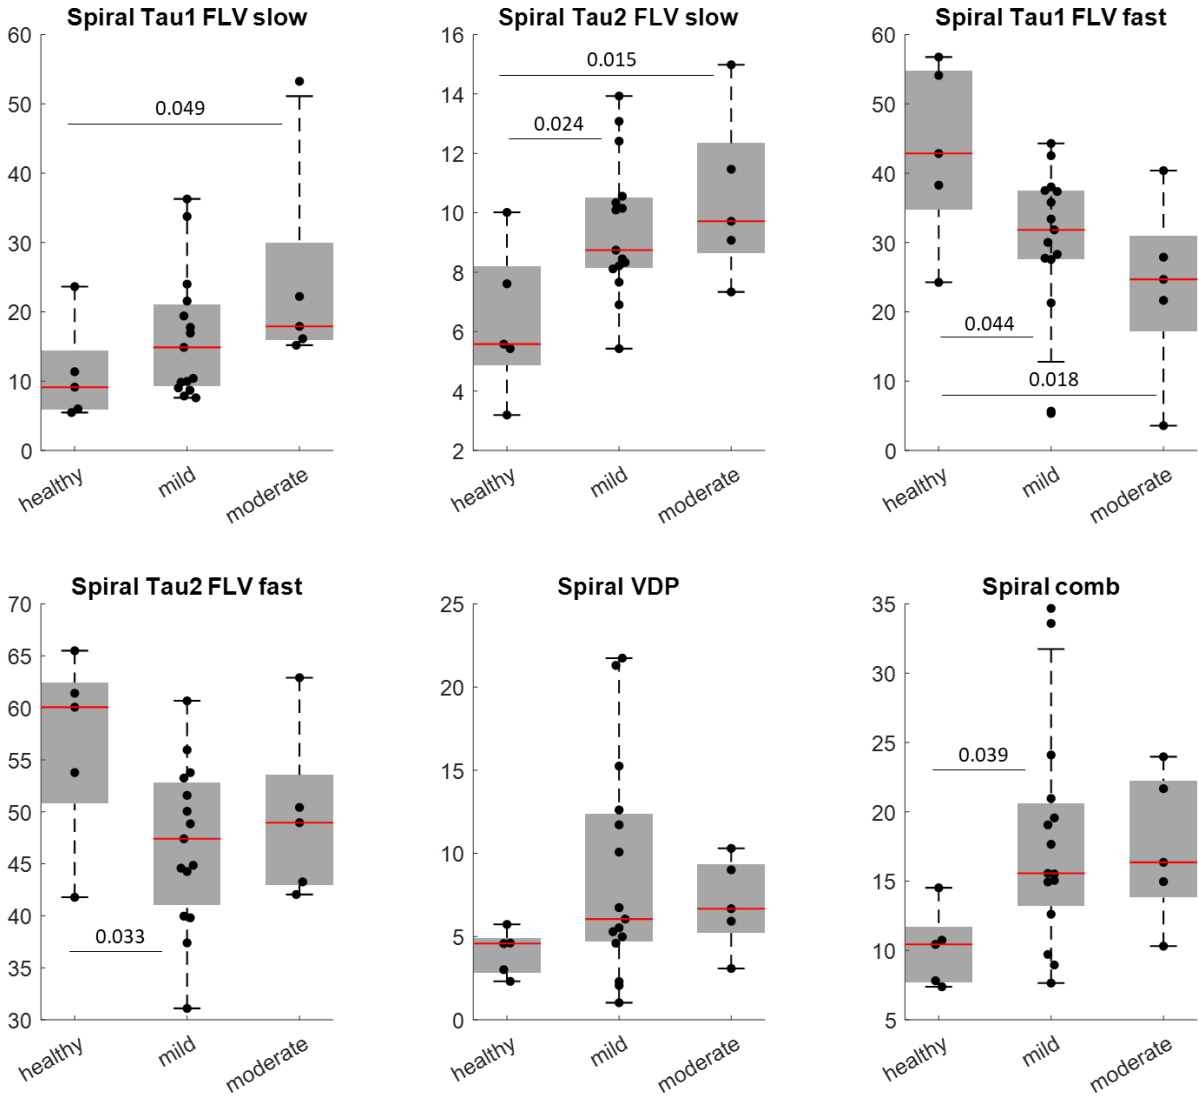 Spiral Tau1 FLV slow
60
50
40
30
20
10
0
0.049
healthy
mild
moderate
Spiral Tau2 FLV slow
16
14
12
10
8
6
4
2
0.015
0.024
healthy
mild
moderate
Spiral Tau1 FLV fast
60
50
40
30
20
10
0
0.044
0.018
healthy
mild
moderate
Spiral Tau2 FLV fast
70
65
60
55
50
45
40
35
30
0.033
healthy
mild
moderate
Spiral VDP
25
20
15
10
5
0
healthy
mild
moderate
Spiral comb
35
30
25
20
15
10
5
0.039
healthy
mild
moderate